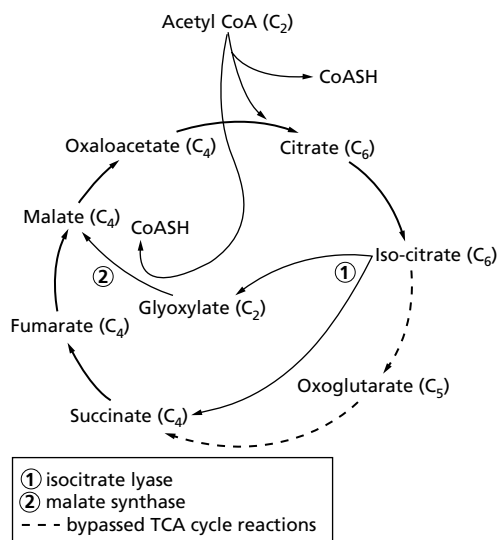 Acetyl CoA (C₂)
CoASH
Oxaloacetate (C₄)
Citrate (C₆)
Malate (C₄)
CoASH
Iso-citrate (C₆)
①
②
Glyoxylate (C₂)
Fumarate (C₄)
Oxoglutarate (C₅)
Succinate (C₄)
① isocitrate lyase
② malate synthase
--- bypassed TCA cycle reactions